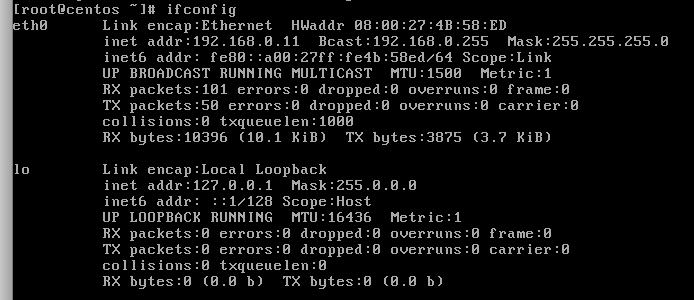 [root@centos ~]# ifconfig
eth0      Link encap:Ethernet  HWaddr 08:00:27:4B:58:ED
          inet addr:192.168.0.11  Bcast:192.168.0.255  Mask:255.255.255.0
          inet6 addr: fe80::a00:27ff:fe4b:58ed/64 Scope:Link
          UP BROADCAST RUNNING MULTICAST  MTU:1500  Metric:1
          RX packets:101 errors:0 dropped:0 overruns:0 frame:0
          TX packets:50 errors:0 dropped:0 overruns:0 carrier:0
          collisions:0 txqueuelen:1000
          RX bytes:10396 (10.1 KiB)  TX bytes:3875 (3.7 KiB)
lo        Link encap:Local Loopback
          inet addr:127.0.0.1  Mask:255.0.0.0
          inet6 addr: ::1/128 Scope:Host
          UP LOOPBACK RUNNING  MTU:16436  Metric:1
          RX packets:0 errors:0 dropped:0 overruns:0 frame:0
          TX packets:0 errors:0 dropped:0 overruns:0 carrier:0
          collisions:0 txqueuelen:0
          RX bytes:0 (0.0 b)  TX bytes:0 (0.0 b)